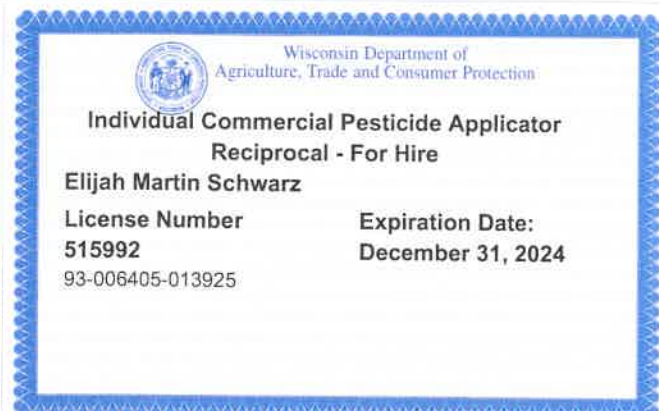 Wisconsin Department of
Agriculture, Trade and Consumer Protection
Individual Commercial Pesticide Applicator
Reciprocal - For Hire
Elijah Martin Schwarz
License Number
Expiration Date:
515992
December 31, 2024
93-006405-013925